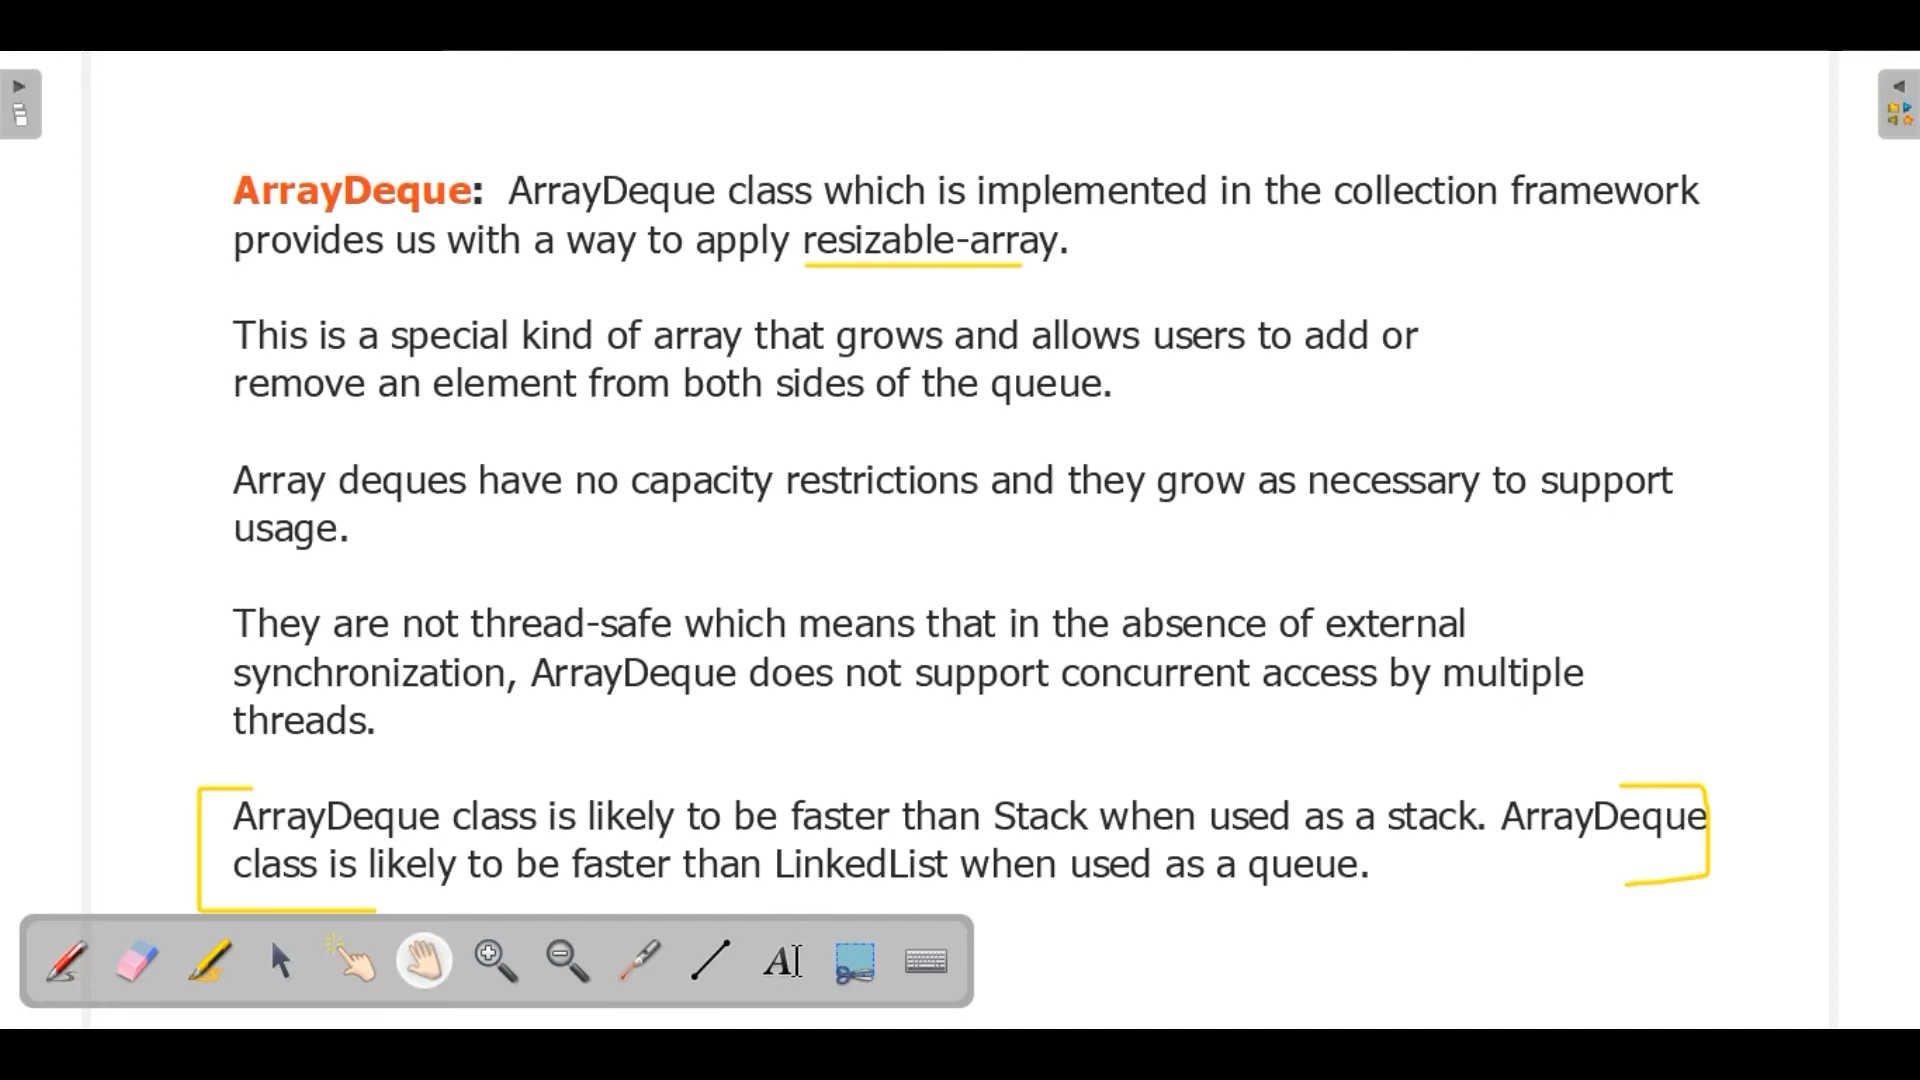 ArrayDeque: ArrayDeque class which is implemented in the collection framework
provides us with a way to apply resizable-array.
This is a special kind of array that grows and allows users to add or
remove an element from both sides of the queue.
Array deques have no capacity restrictions and they grow as necessary to support
usage.
They are not thread-safe which means that in the absence of external
synchronization, ArrayDeque does not support concurrent access by multiple
threads.
ArrayDeque class is likely to be faster than Stack when used as a stack. ArrayDeque
class is likely to be faster than LinkedList when used as a queue.